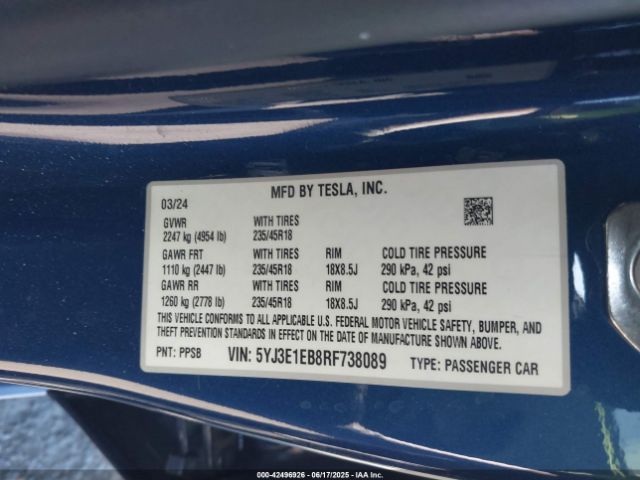 MFD BY TESLA, INC.
03/24
GVWR WITH TIRES
2247 kg (4954 lb) 235/45R18
GAWR FRT WITH TIRES RIM COLD TIRE PRESSURE
1110 kg (2447 lb) 235/45R18 18X8.5J 290 kPa, 42 psi
GAWR RR WITH TIRES RIM COLD TIRE PRESSURE
1260 kg (2778 lb) 235/45R18 18X8.5J 290 kPa, 42 psi
THIS VEHICLE CONFORMS TO ALL APPLICABLE U.S. FEDERAL MOTOR VEHICLE SAFETY, BUMPER, AND
THEFT PREVENTION STANDARDS IN EFFECT ON THE DATE OF MANUFACTURE SHOWN ABOVE.
PNT: PPSB VIN: 5YJ3E1EB8RF738089 TYPE: PASSENGER CAR
000-42496926 - 06/17/2025 - IAAI.COM